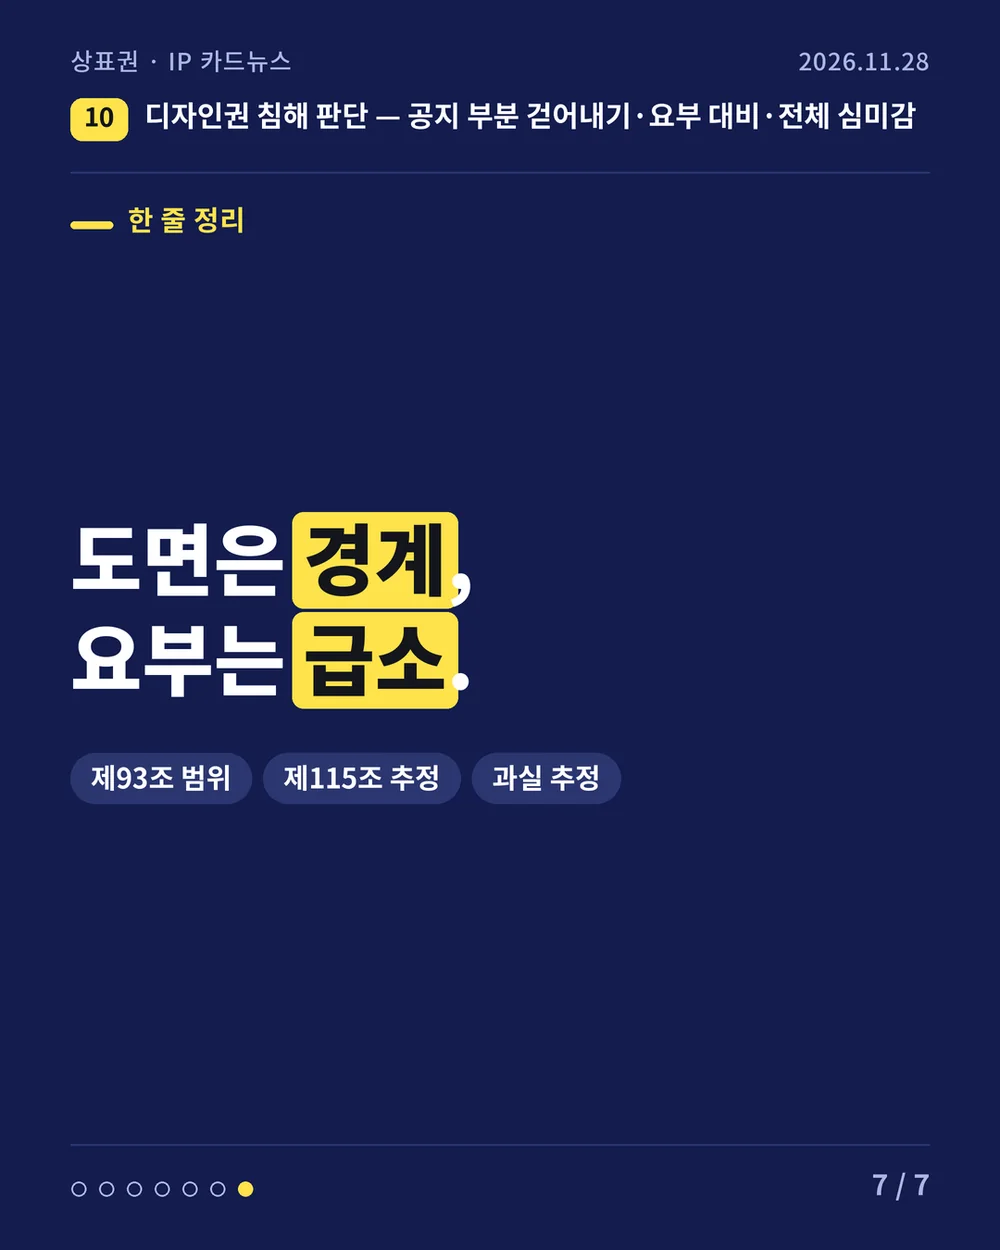 상표권 · IP 카드뉴스
2026.11.28
10 디자인권 침해 판단 — 공지 부분 걷어내기·요부 대비·전체 심미감
한 줄 정리
도면은 경계,
요부는 급소.
제93조 범위 제115조 추정 과실 추정
7 / 7